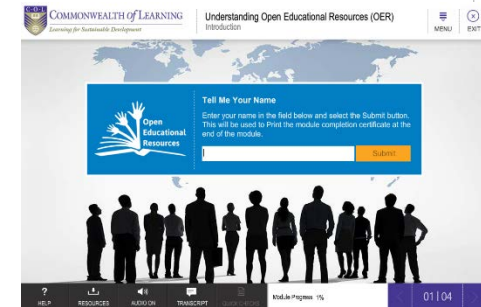 C·O·L
COMMONWEALTH of LEARNING
Learning for Sustainable Development
Understanding Open Educational Resources (OER)
Introduction
MENU
EXIT
Open
Educational
Resources
Tell Me Your Name
Enter your name in the field below and select the Submit button.
This will be used to Print the module completion certificate at the
end of the module.
Submit
?
HELP
RESOURCES
AUDIO ON
TRANSCRIPT
QUICK CHECKS
Module Progress 1%
01 | 04